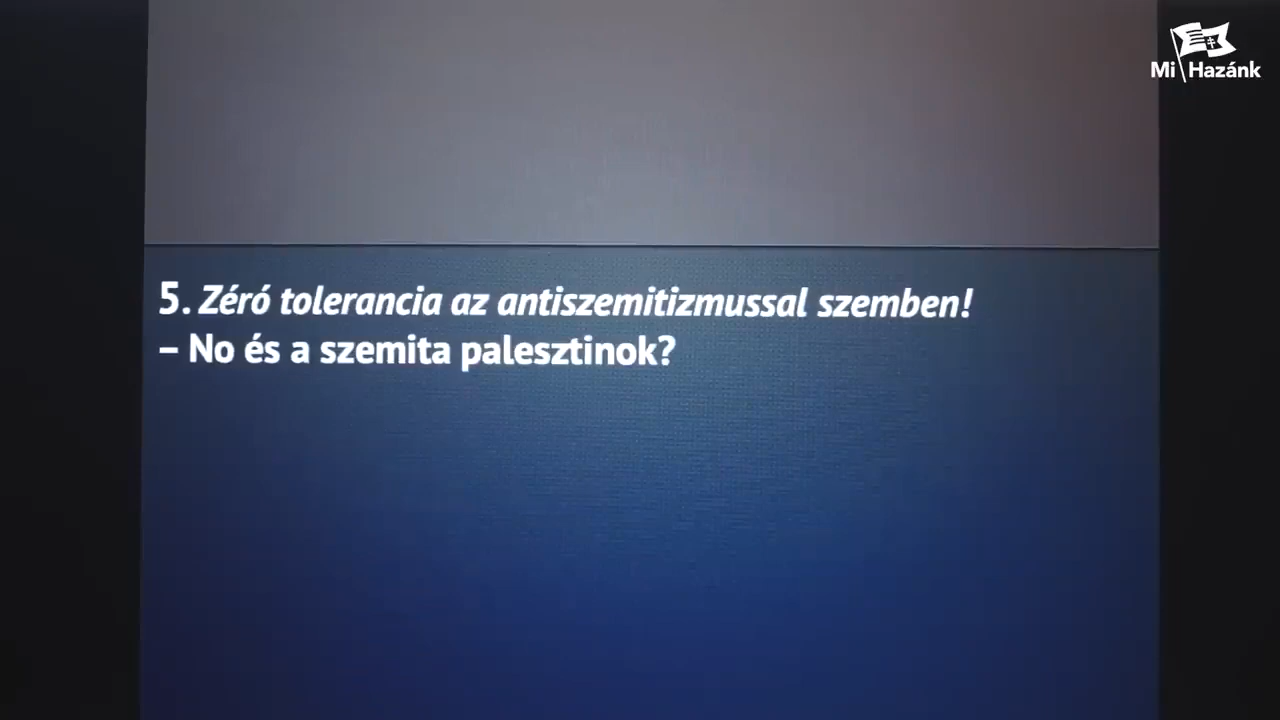 Mi Hazánk
5. Zéró tolerancia az antiszemitizmussal szemben!
– No és a szemita palesztinok?